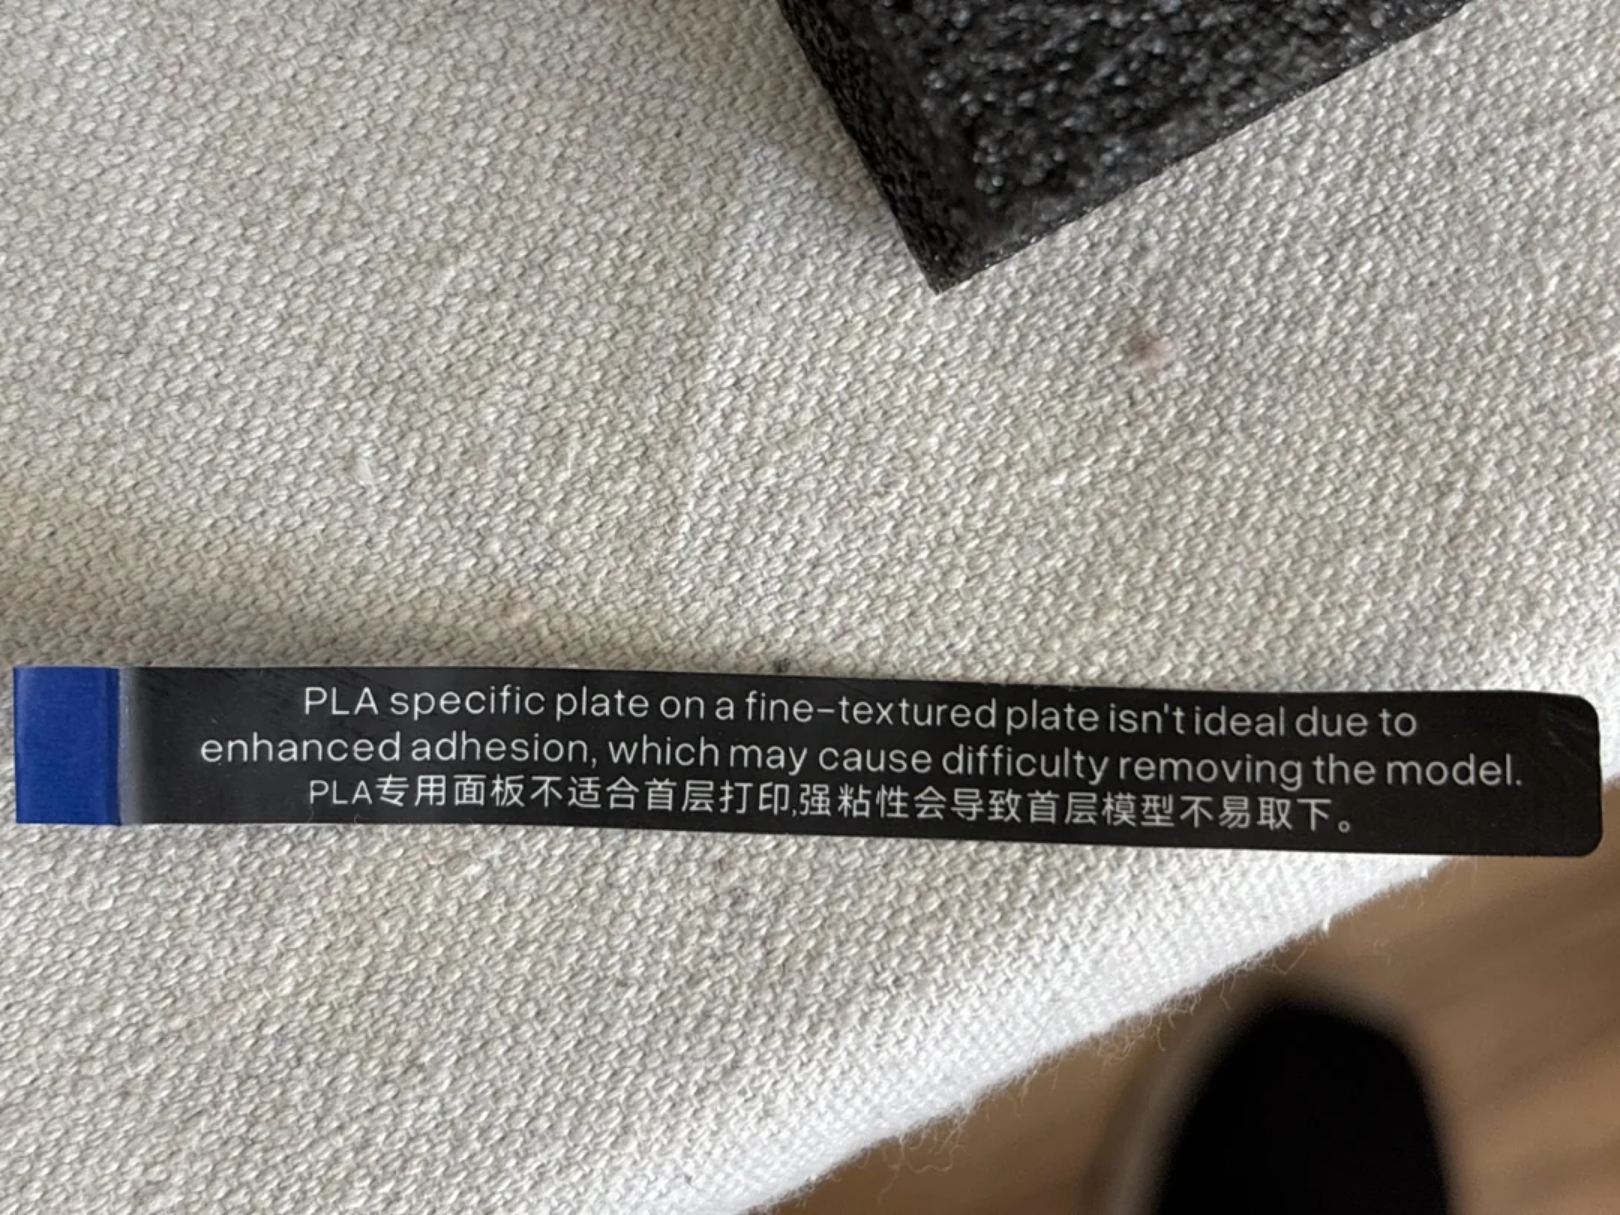 PLA specific plate on a fine-textured plate isn't ideal due to
enhanced adhesion, which may cause difficulty removing the model.
PLA专用面板不适合首层打印,强粘性会导致首层模型不易取下。